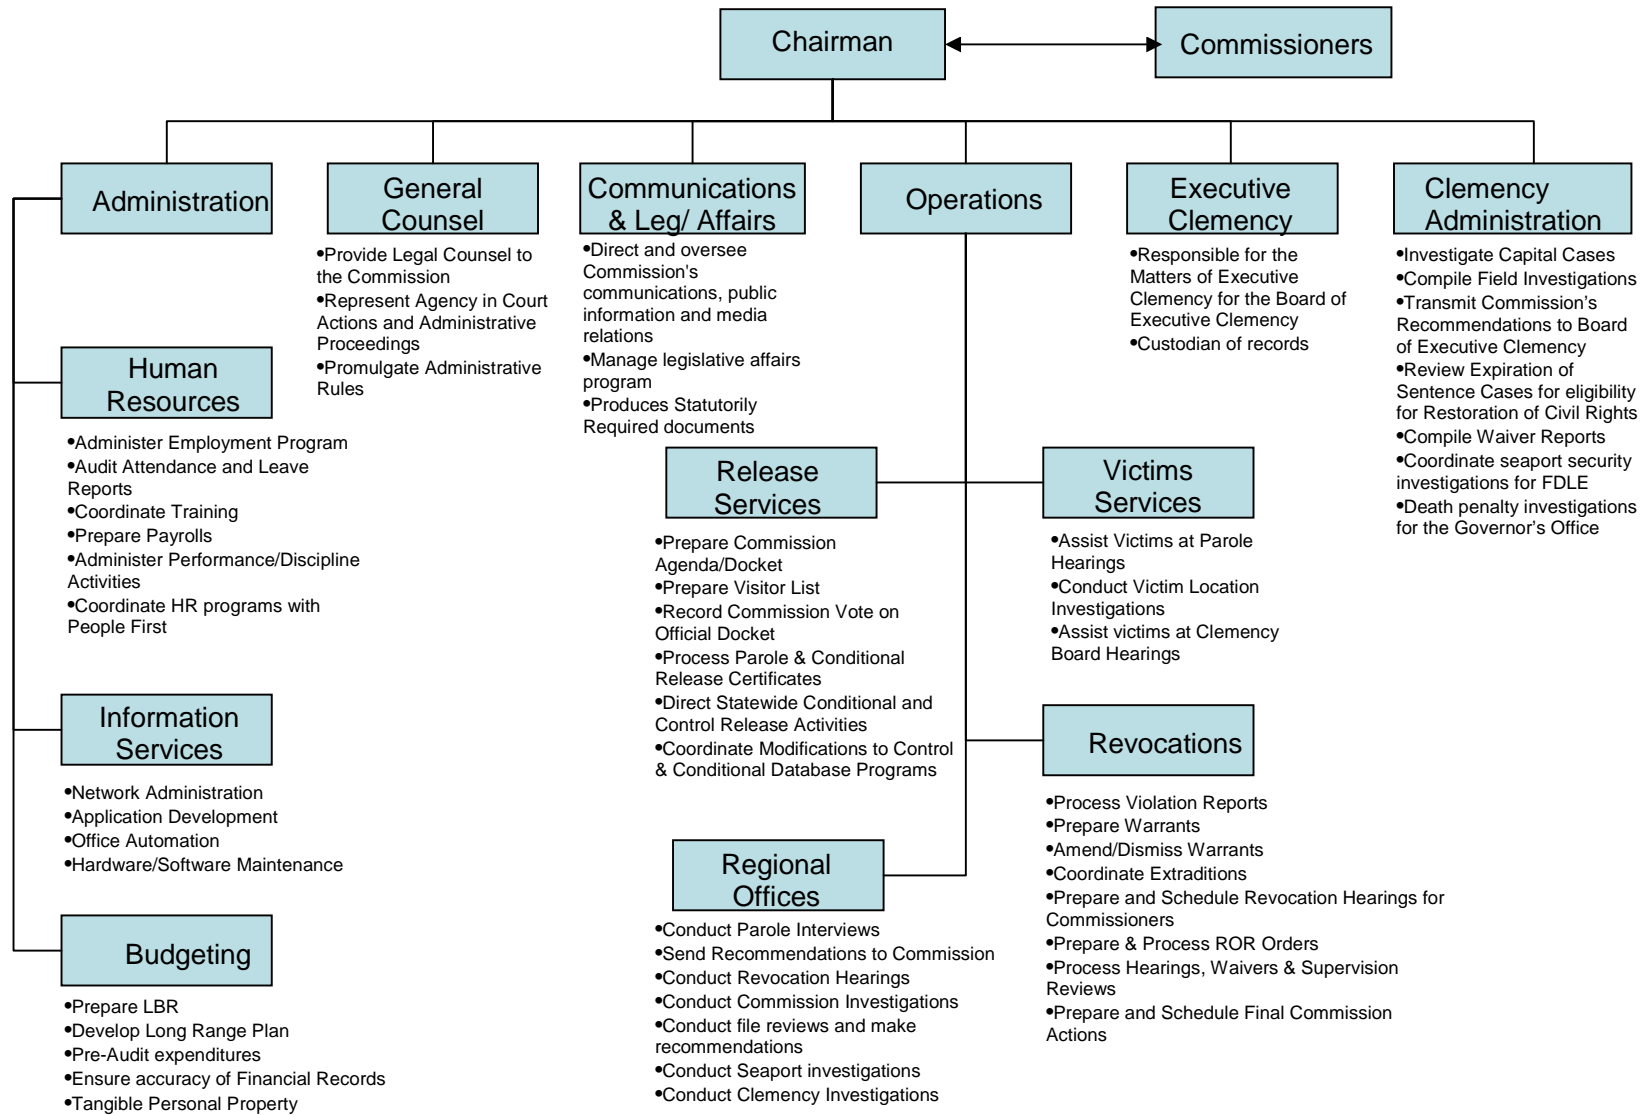 Chairman
Commissioners
Administration
General
Counsel
•Provide Legal Counsel to
the Commission
•Represent Agency in Court
Actions and Administrative
Proceedings
•Promulgate Administrative
Rules
Communications
& Leg/ Affairs
•Direct and oversee
Commission's
communications, public
information and media
relations
•Manage legislative affairs
program
•Produces Statutorily
Required documents
Operations
Executive
Clemency
•Responsible for the
Matters of Executive
Clemency for the Board of
Executive Clemency
•Custodian of records
Clemency
Administration
•Investigate Capital Cases
•Compile Field Investigations
•Transmit Commission’s
Recommendations to Board
of Executive Clemency
•Review Expiration of
Sentence Cases for eligibility
for Restoration of Civil Rights
•Compile Waiver Reports
•Coordinate seaport security
investigations for FDLE
•Death penalty investigations
for the Governor’s Office
Human
Resources
•Administer Employment Program
•Audit Attendance and Leave
Reports
•Coordinate Training
•Prepare Payrolls
•Administer Performance/Discipline
Activities
•Coordinate HR programs with
People First
Release
Services
•Prepare Commission
Agenda/Docket
•Prepare Visitor List
•Record Commission Vote on
Official Docket
•Process Parole & Conditional
Release Certificates
•Direct Statewide Conditional and
Control Release Activities
•Coordinate Modifications to Control
& Conditional Database Programs
Victims
Services
•Assist Victims at Parole
Hearings
•Conduct Victim Location
Investigations
•Assist victims at Clemency
Board Hearings
Information
Services
•Network Administration
•Application Development
•Office Automation
•Hardware/Software Maintenance
Revocations
•Process Violation Reports
•Prepare Warrants
•Amend/Dismiss Warrants
•Coordinate Extraditions
•Prepare and Schedule Revocation Hearings for
Commissioners
•Prepare & Process ROR Orders
•Process Hearings, Waivers & Supervision
Reviews
•Prepare and Schedule Final Commission
Actions
Regional
Offices
•Conduct Parole Interviews
•Send Recommendations to Commission
•Conduct Revocation Hearings
•Conduct Commission Investigations
•Conduct file reviews and make
recommendations
•Conduct Seaport investigations
•Conduct Clemency Investigations
Budgeting
•Prepare LBR
•Develop Long Range Plan
•Pre-Audit expenditures
•Ensure accuracy of Financial Records
•Tangible Personal Property